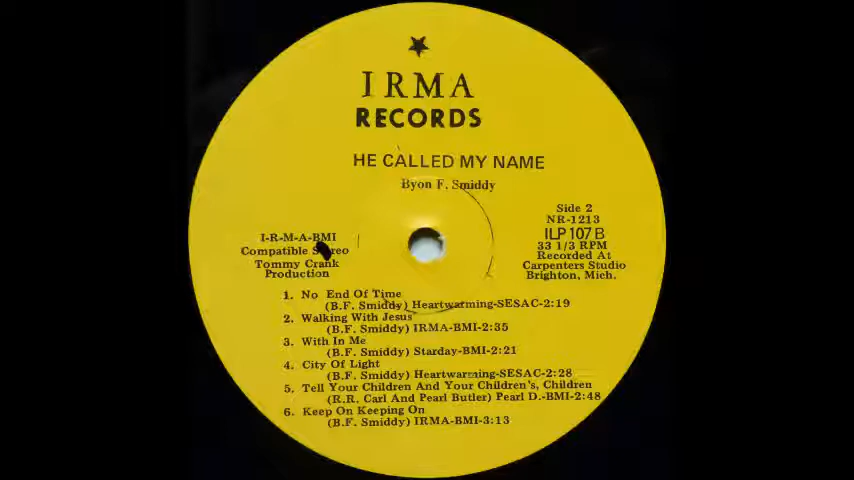 IRMA
RECORDS
HE CALLED MY NAME
Byon F. Smiddy
Side 2
NR-1213
ILP 107 B
33 1/3 RPM
Recorded At
Carpenters Studio
Brighton, Mich.
I-R-M-A-BMI
Compatible Stereo
Tommy Crank
Production
1. No End Of Time
(B.F. Smiddy) Heartwarming-SESAC-2:19
2. Walking With Jesus
(B.F. Smiddy) IRMA-BMI-2:35
3. With In Me
(B.F. Smiddy) Starday-BMI-2:21
4. City Of Light
(B.F. Smiddy) Heartwarming-SESAC-2:28
5. Tell Your Children And Your Children's, Children
(R.R. Carl And Pearl Butler) Pearl D.-BMI-2:48
6. Keep On Keeping On
(B.F. Smiddy) IRMA-BMI-3:13